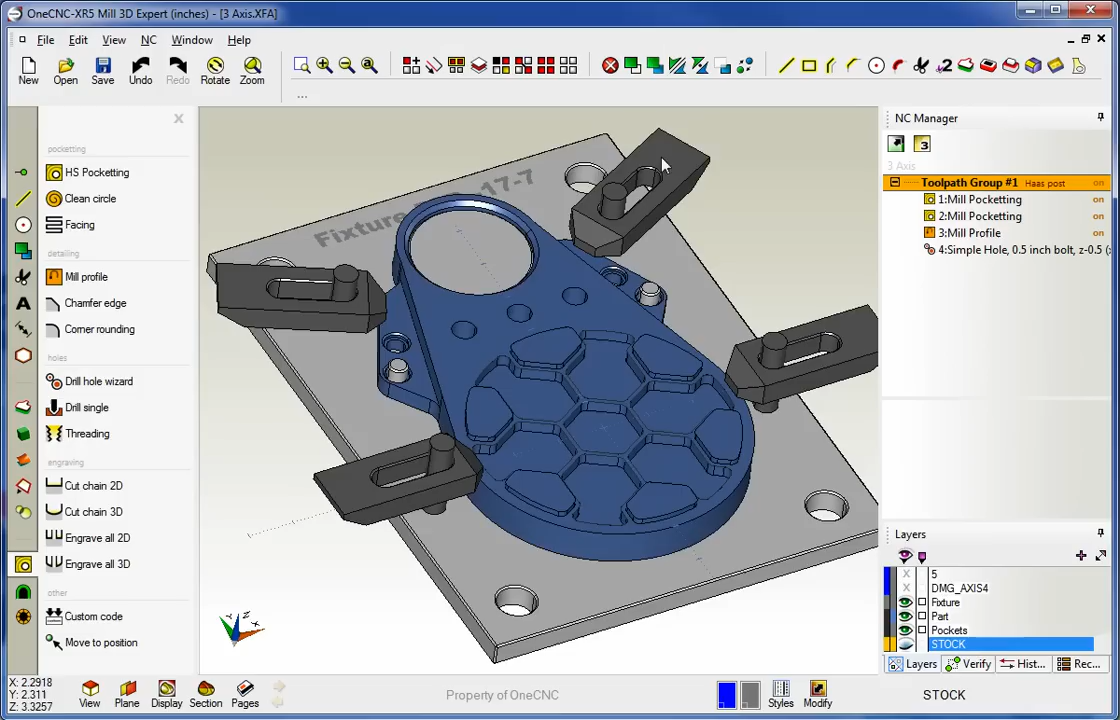 OneCNC-XR5 Mill 3D Expert (inches) - [3 Axis.XFA]
File Edit View NC Window Help
New Open Save Undo Redo Rotate Zoom
...
pocketting
HS Pocketting
Clean circle
Facing
detailing
Mill profile
Chamfer edge
Corner rounding
holes
Drill hole wizard
Drill single
Threading
engraving
Cut chain 2D
Cut chain 3D
Engrave all 2D
Engrave all 3D
other
Custom code
Move to position
17-7
Z
Y
X
NC Manager
3 Axis
Toolpath Group #1 Haas post on
1:Mill Pocketting on
2:Mill Pocketting on
3:Mill Profile on
4:Simple Hole, 0.5 inch bolt, z-0.5 (
Layers
5
DMG_AXIS4
Fixture
Part
Pockets
STOCK
Layers Verify Hist... Rec...
X: 2.2918
Y: 2.311
Z: 3.3257
View Plane Display Section Pages
Property of OneCNC
Styles Modify
STOCK